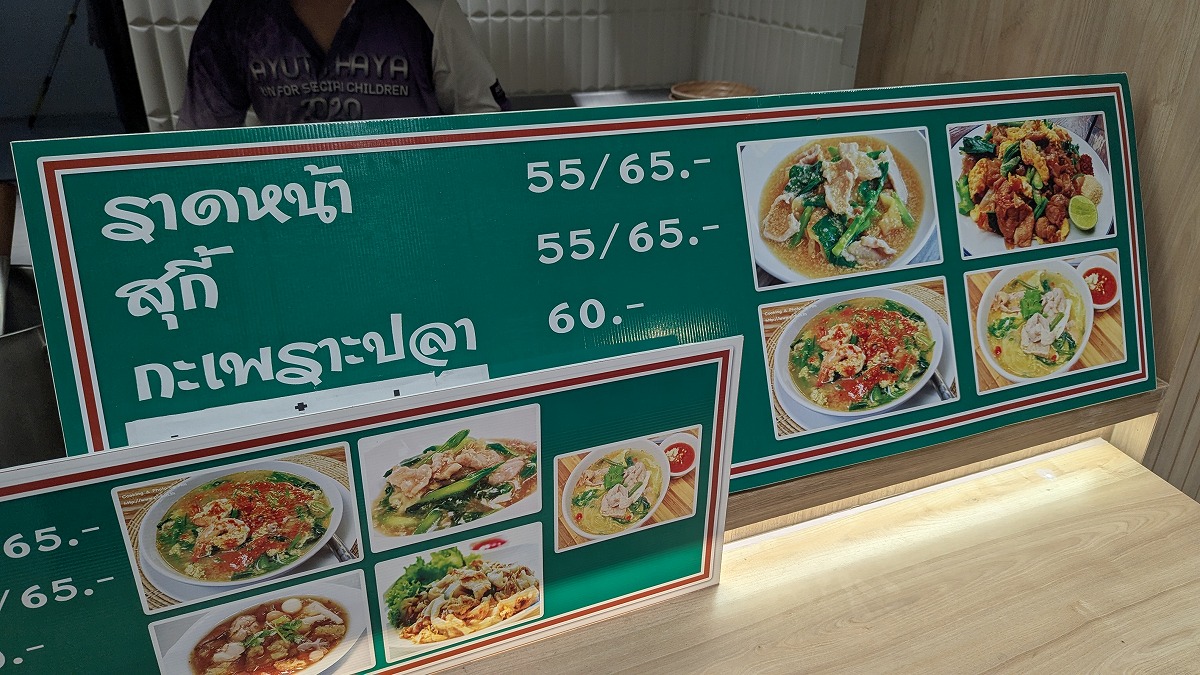 AYUTTHAYA
RUN FOR SPECIAL CHILDREN
2020
ราดหน้า 55/65.-
สุกี้ 55/65.-
กะเพราะปลา 60.-
65.-
/65.-
.-